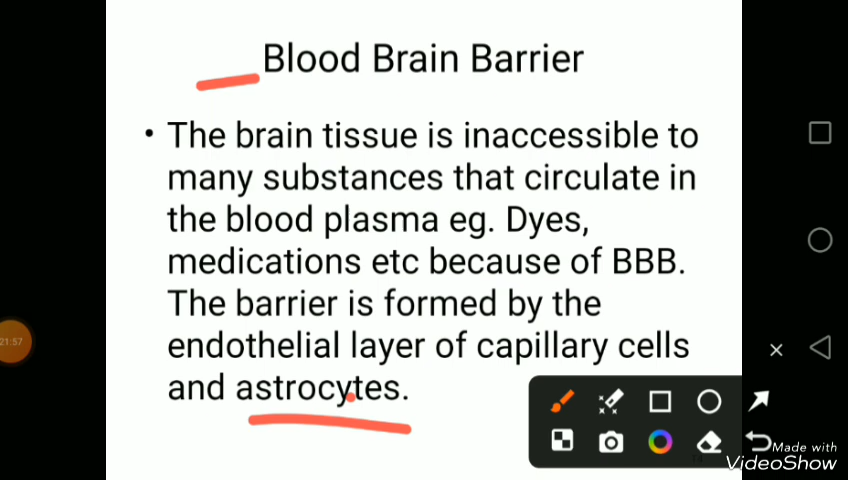 Blood Brain Barrier
• The brain tissue is inaccessible to
many substances that circulate in
the blood plasma eg. Dyes,
medications etc because of BBB.
The barrier is formed by the
endothelial layer of capillary cells
and astrocytes.
21:57
Made with
VideoShow